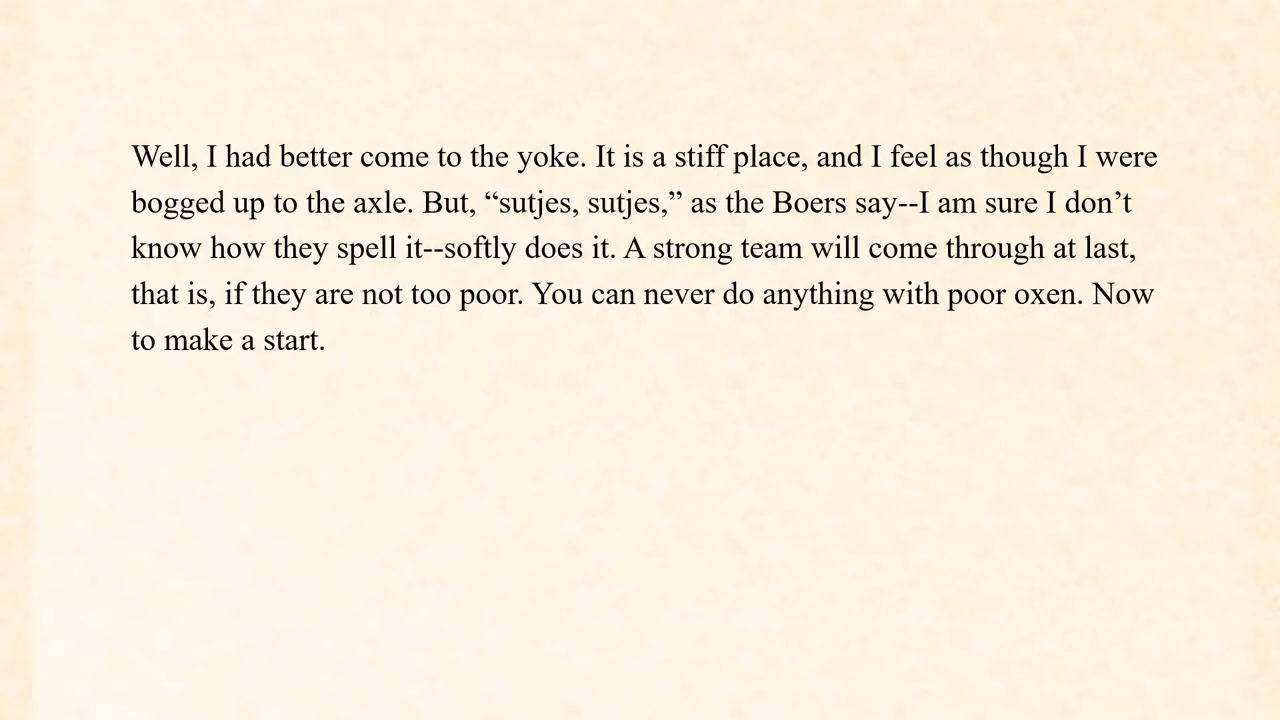 Well, I had better come to the yoke. It is a stiff place, and I feel as though I were
bogged up to the axle. But, “sutjes, sutjes,” as the Boers say--I am sure I don’t
know how they spell it--softly does it. A strong team will come through at last,
that is, if they are not too poor. You can never do anything with poor oxen. Now
to make a start.